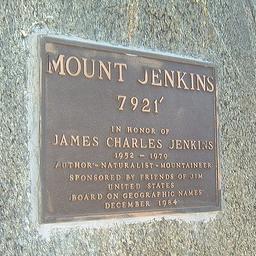 MOUNT JENKINS
7921'
IN HONOR OF
JAMES CHARLES JENKINS
1952 - 1979
AUTHOR - NATURALIST - MOUNTAINEER
SPONSORED BY FRIENDS OF JIM
UNITED STATES
BOARD ON GEOGRAPHIC NAMES
DECEMBER 1984